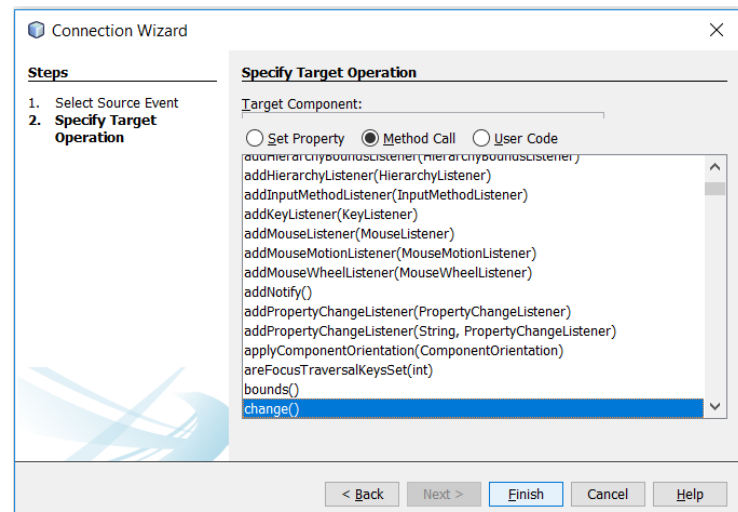 Connection Wizard
Steps
1. Select Source Event
2. Specify Target
Operation
Specify Target Operation
Target Component:
Set Property Method Call User Code
addHierarchyBoundsListener(HierarchyBoundsListener)
addHierarchyListener(HierarchyListener)
addInputMethodListener(InputMethodListener)
addKeyListener(KeyListener)
addMouseListener(MouseListener)
addMouseMotionListener(MouseMotionListener)
addMouseWheelListener(MouseWheelListener)
addNotify()
addPropertyChangeListener(PropertyChangeListener)
addPropertyChangeListener(String, PropertyChangeListener)
applyComponentOrientation(ComponentOrientation)
areFocusTraversalKeysSet(int)
bounds()
change()
< Back Next > Finish Cancel Help